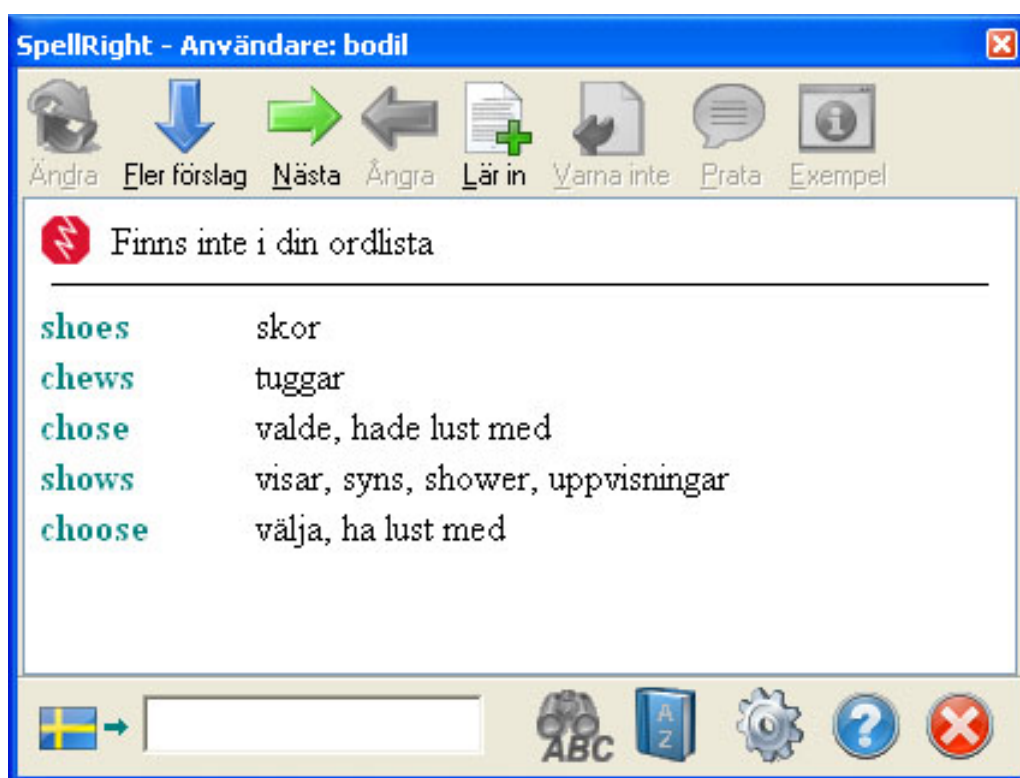 SpellRight - Användare: bodil
Ändra Fler förslag Nästa Ångra Lär in Varna inte Prata Exempel
Finns inte i din ordlista
shoes skor
chews tuggar
chose valde, hade lust med
shows visar, syns, shower, uppvisningar
choose välja, ha lust med
ABC A Z